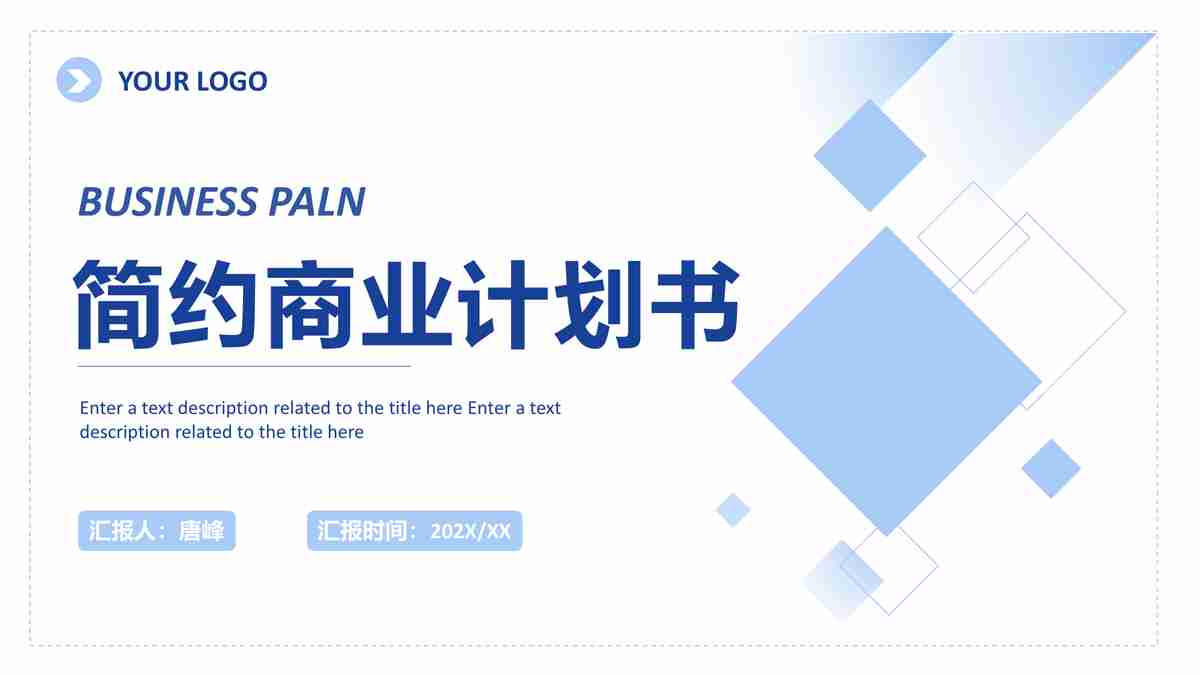 YOUR LOGO
BUSINESS PALN
简约商业计划书
Enter a text description related to the title here Enter a text
description related to the title here
汇报人：唐峰
汇报时间：202X/XX